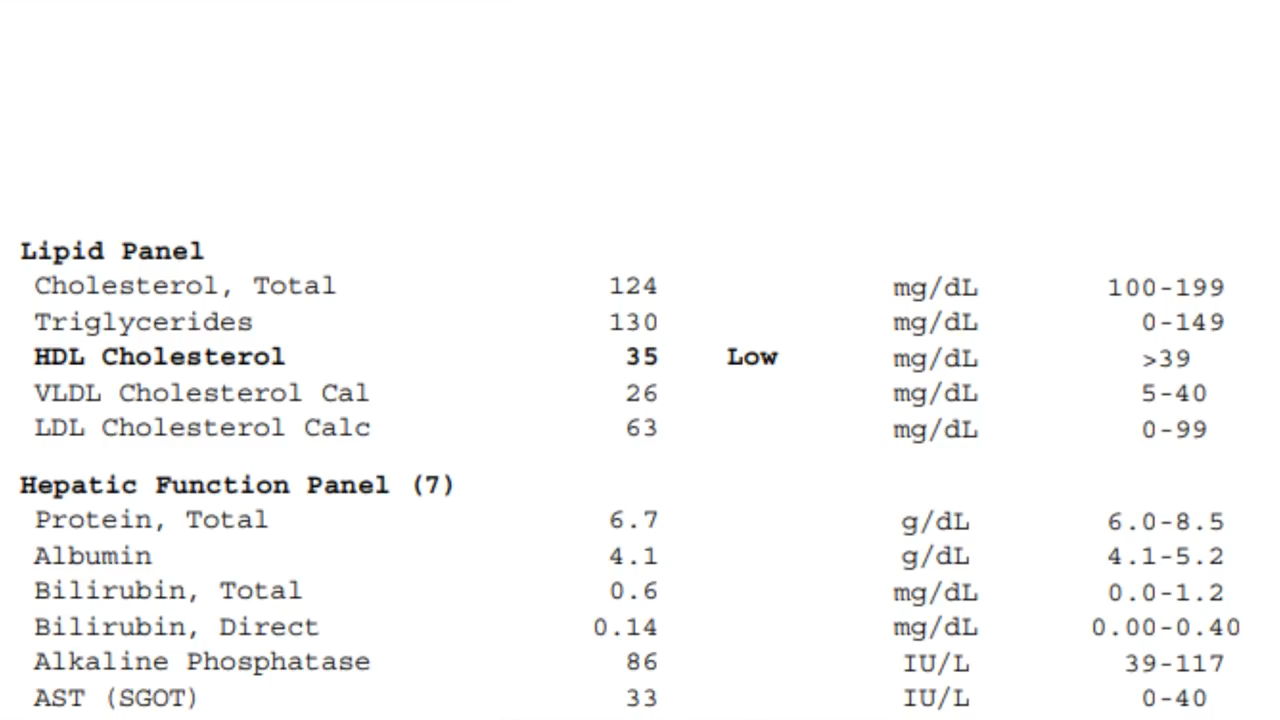 Lipid Panel
Cholesterol, Total 124 mg/dL 100-199
Triglycerides 130 mg/dL 0-149
HDL Cholesterol 35 Low mg/dL >39
VLDL Cholesterol Cal 26 mg/dL 5-40
LDL Cholesterol Calc 63 mg/dL 0-99
Hepatic Function Panel (7)
Protein, Total 6.7 g/dL 6.0-8.5
Albumin 4.1 g/dL 4.1-5.2
Bilirubin, Total 0.6 mg/dL 0.0-1.2
Bilirubin, Direct 0.14 mg/dL 0.00-0.40
Alkaline Phosphatase 86 IU/L 39-117
AST (SGOT) 33 IU/L 0-40